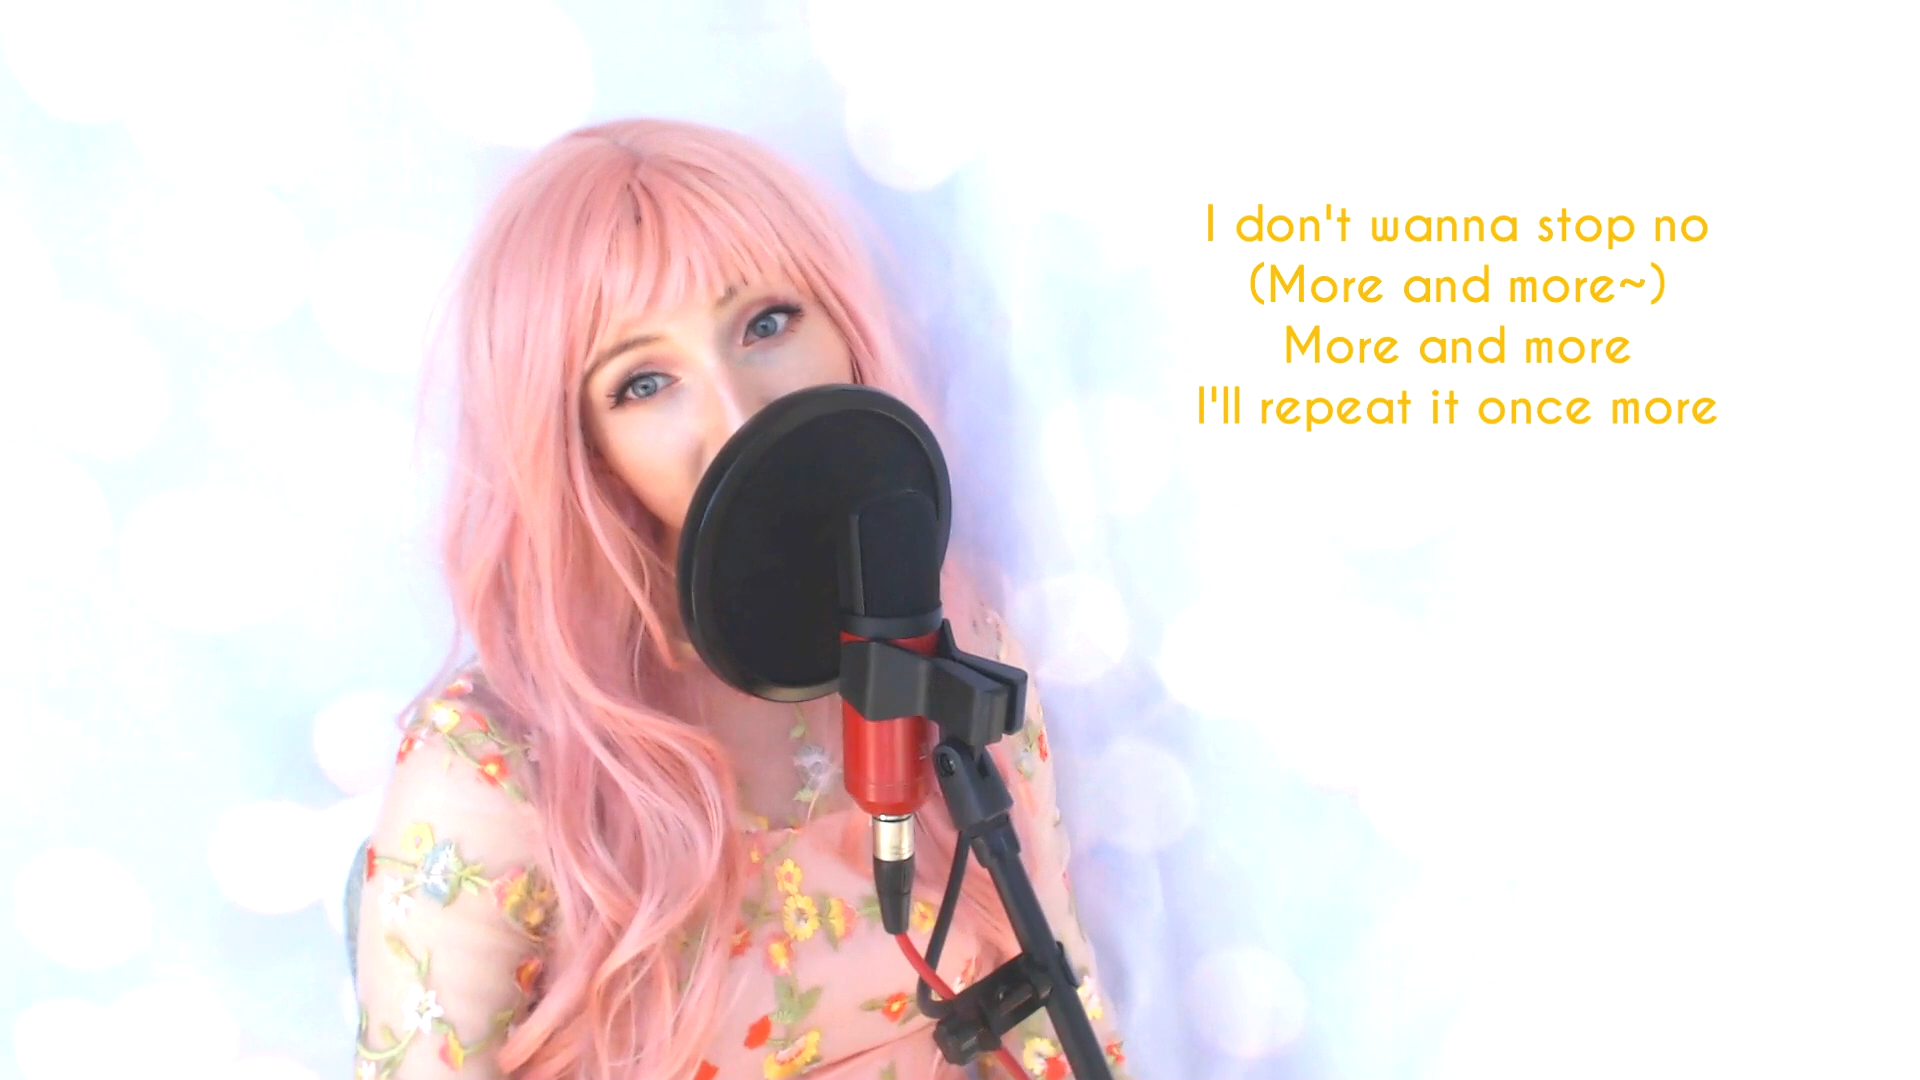 I don't wanna stop no
(More and more~)
More and more
I'll repeat it once more